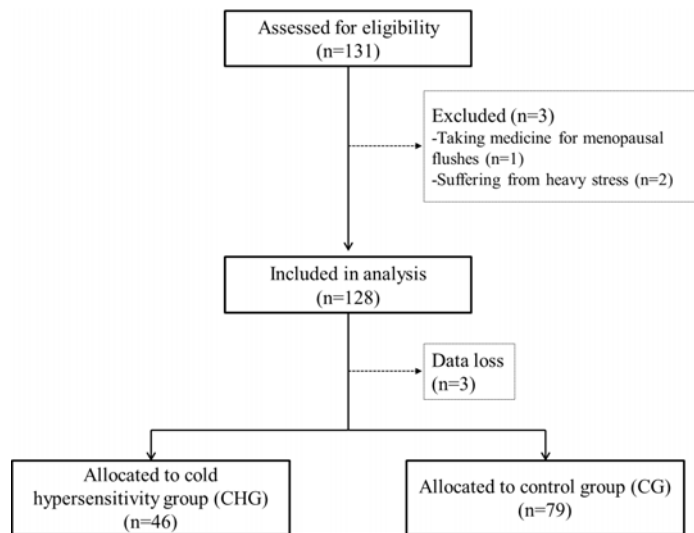 Assessed for eligibility
(n=131)
Excluded (n=3)
-Taking medicine for menopausal
flushes (n=1)
-Suffering from heavy stress (n=2)
Included in analysis
(n=128)
Data loss
(n=3)
Allocated to cold
hypersensitivity group (CHG)
(n=46)
Allocated to control group (CG)
(n=79)